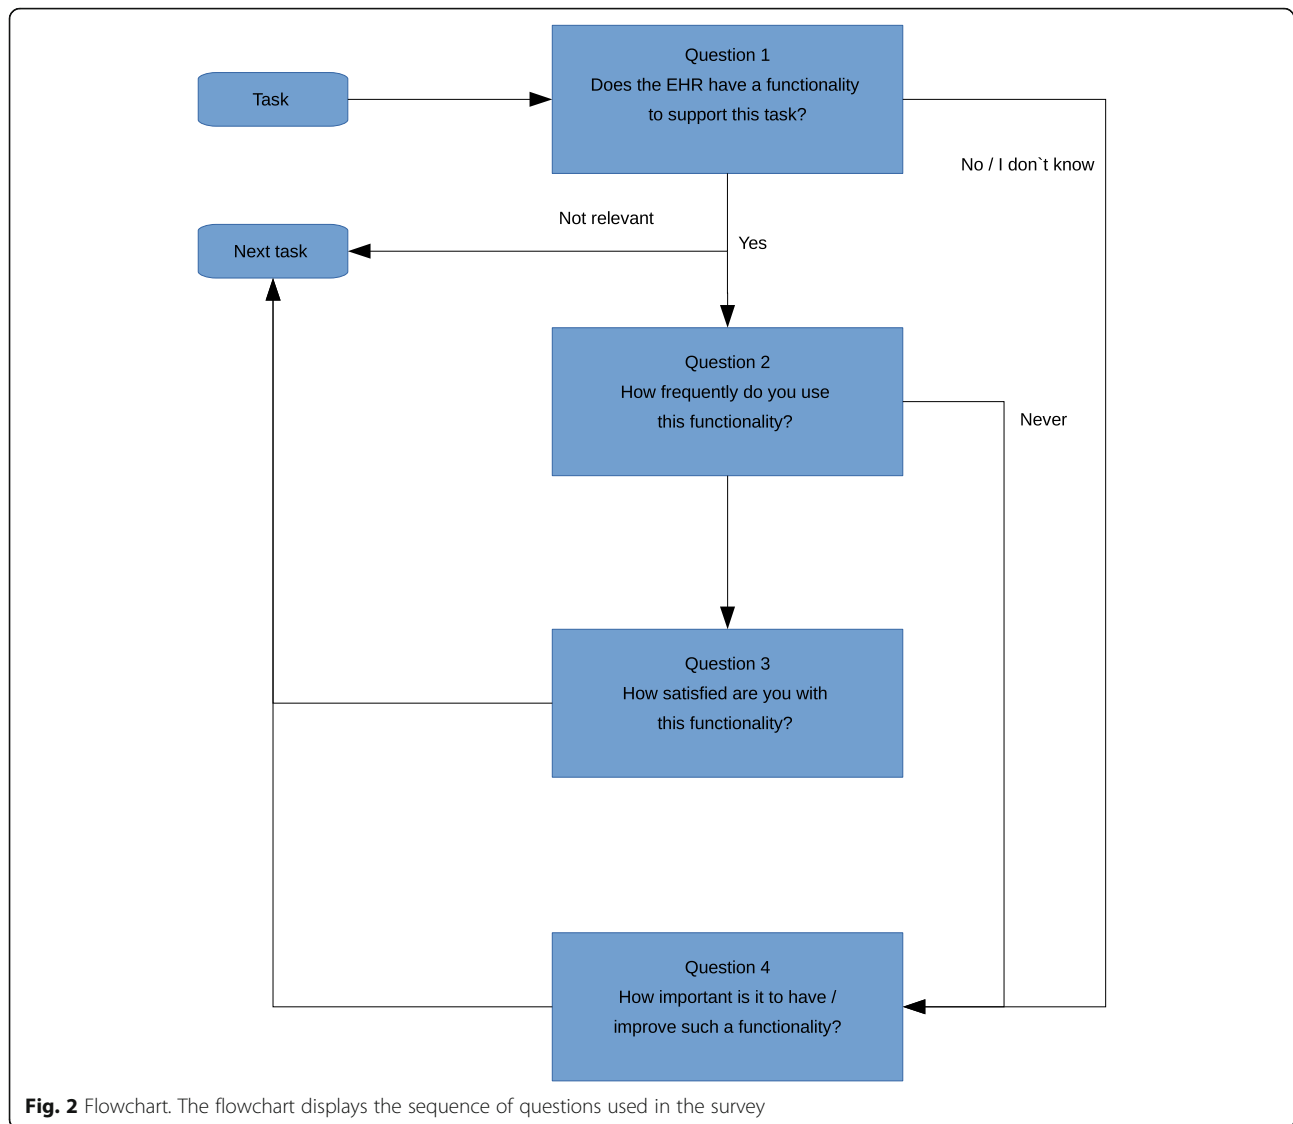 Question 1
Does the EHR have a functionality
to support this task?
Task
No / I don`t know
Not relevant
Yes
Next task
Question 2
How frequently do you use
this functionality?
Never
Question 3
How satisfied are you with
this functionality?
Question 4
How important is it to have /
improve such a functionality?
Fig. 2 Flowchart. The flowchart displays the sequence of questions used in the survey